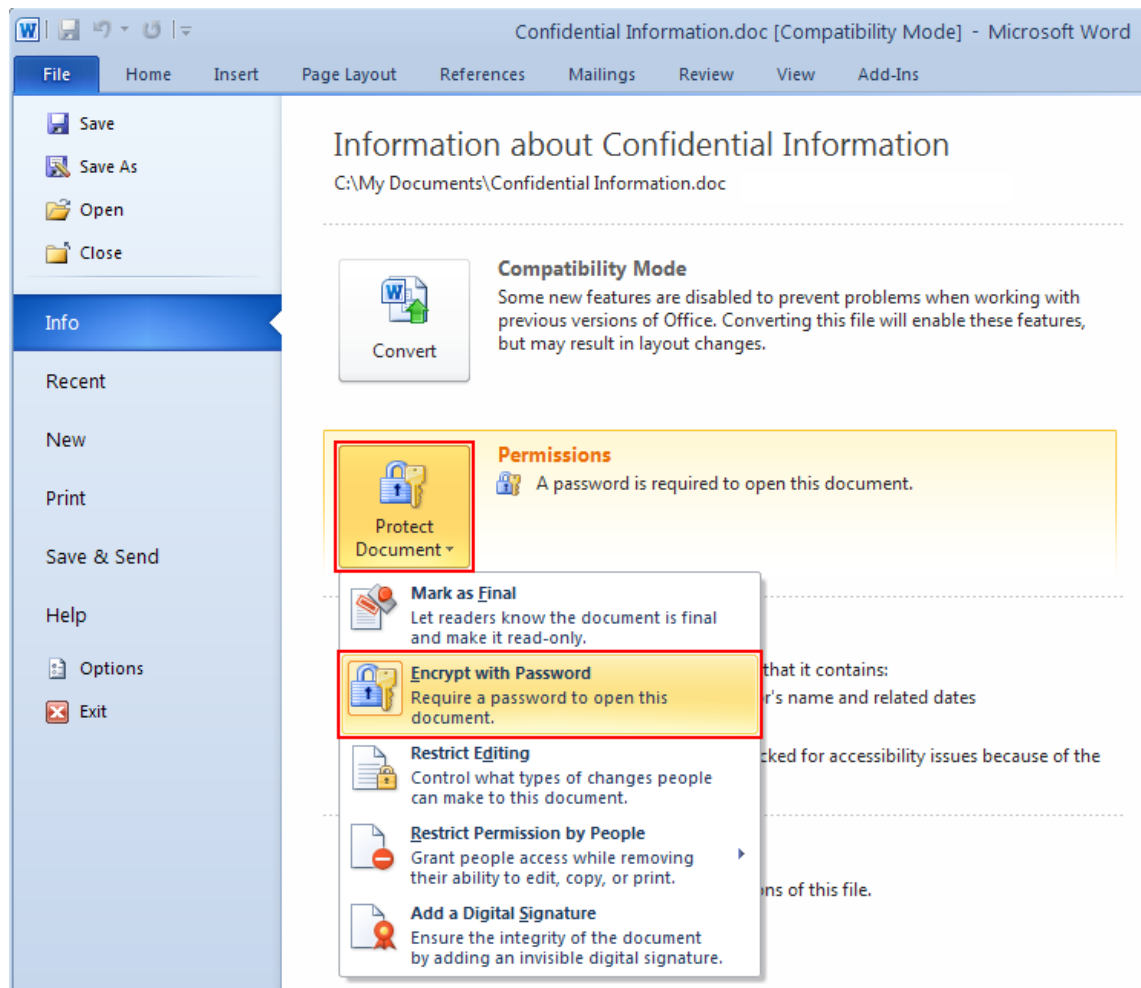 Confidential Information.doc [Compatibility Mode] - Microsoft Word
File Home Insert Page Layout References Mailings Review View Add-Ins
Save
Save As
Open
Close
Info
Recent
New
Print
Save & Send
Help
Options
Exit
Information about Confidential Information
C:\My Documents\Confidential Information.doc
Convert
Compatibility Mode
Some new features are disabled to prevent problems when working with
previous versions of Office. Converting this file will enable these features,
but may result in layout changes.
Protect
Document
Permissions
A password is required to open this document.
Mark as Final
Let readers know the document is final
and make it read-only.
Encrypt with Password
Require a password to open this
document.
Restrict Editing
Control what types of changes people
can make to this document.
Restrict Permission by People
Grant people access while removing
their ability to edit, copy, or print.
Add a Digital Signature
Ensure the integrity of the document
by adding an invisible digital signature.
that it contains:
r's name and related dates
cked for accessibility issues because of the
ns of this file.